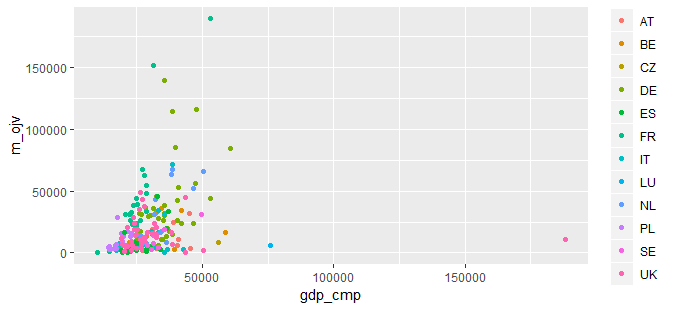 m_ojv
150000
100000
50000
0
50000
100000
150000
gdp_cmp
AT
BE
CZ
DE
ES
FR
IT
LU
NL
PL
SE
UK